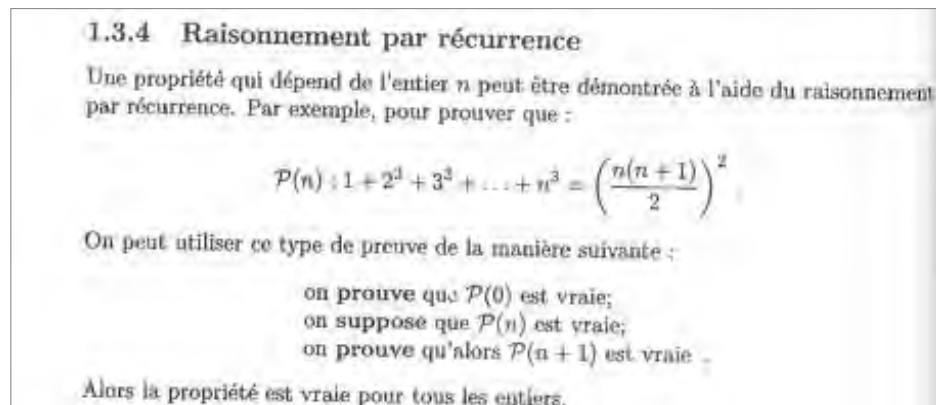 1.3.4 Raisonnement par récurrence
Une propriété qui dépend de l'entier n peut être démontrée à l'aide du raisonnement
par récurrence. Par exemple, pour prouver que :
P(n) : 1 + 2³ + 3³ + ... + n³ = (n(n + 1)/2)²
On peut utiliser ce type de preuve de la manière suivante :
on prouve que P(0) est vraie;
on suppose que P(n) est vraie;
on prouve qu'alors P(n + 1) est vraie .
Alors la propriété est vraie pour tous les entiers.